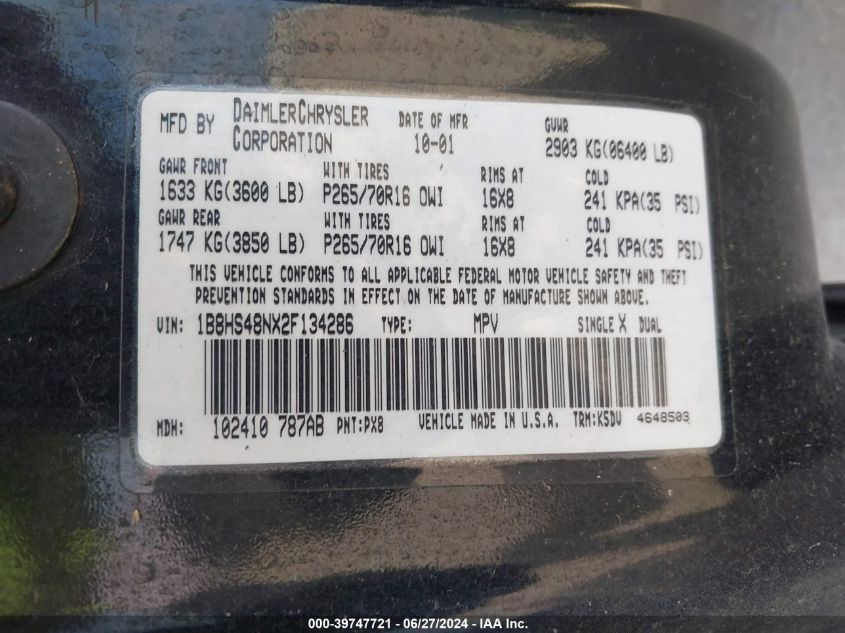 MFD BY DAIMLERCHRYSLER CORPORATION DATE OF MFR 10-01 GVWR 2903 KG(06400 LB)
GAWR FRONT WITH TIRES RIMS AT COLD
1633 KG(3600 LB) P265/70R16 OWI 16X8 241 KPA(35 PSI)
GAWR REAR WITH TIRES RIMS AT COLD
1747 KG(3850 LB) P265/70R16 OWI 16X8 241 KPA(35 PSI)
THIS VEHICLE CONFORMS TO ALL APPLICABLE FEDERAL MOTOR VEHICLE SAFETY AND THEFT
PREVENTION STANDARDS IN EFFECT ON THE DATE OF MANUFACTURE SHOWN ABOVE.
VIN: 1B8HS48NX2F134286 TYPE: MPV SINGLE X DUAL
MDH: 102410 787AB PNT:PX8 VEHICLE MADE IN U.S.A. TRM:K5DV 4648503
000-39747721 - 06/27/2024 - IAA Inc.